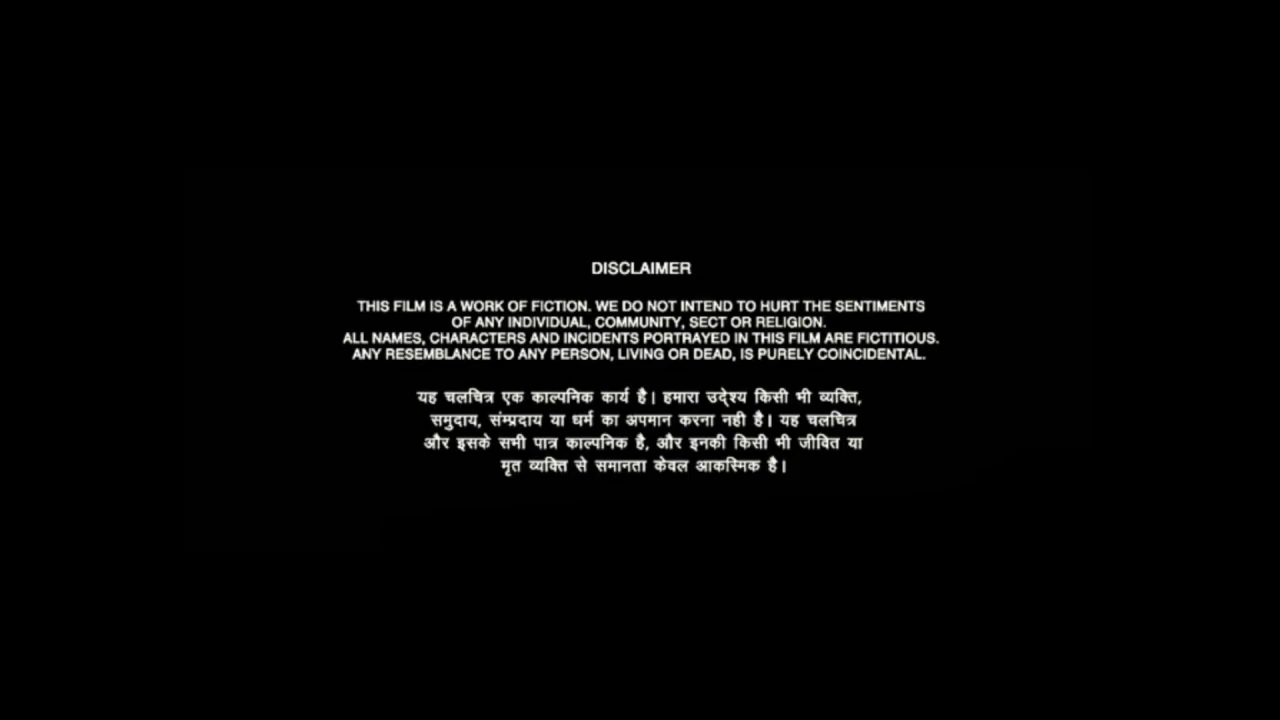 DISCLAIMER
THIS FILM IS A WORK OF FICTION. WE DO NOT INTEND TO HURT THE SENTIMENTS
OF ANY INDIVIDUAL, COMMUNITY, SECT OR RELIGION.
ALL NAMES, CHARACTERS AND INCIDENTS PORTRAYED IN THIS FILM ARE FICTITIOUS.
ANY RESEMBLANCE TO ANY PERSON, LIVING OR DEAD, IS PURELY COINCIDENTAL.
यह चलचित्र एक काल्पनिक कार्य है। हमारा उदे्श्य किसी भी व्यक्ति,
समुदाय, संम्प्रदाय या धर्म का अपमान करना नही है। यह चलचित्र
और इसके सभी पात्र काल्पनिक है, और इनकी किसी भी जीवित या
मृत व्यक्ति से समानता केवल आकस्मिक है।